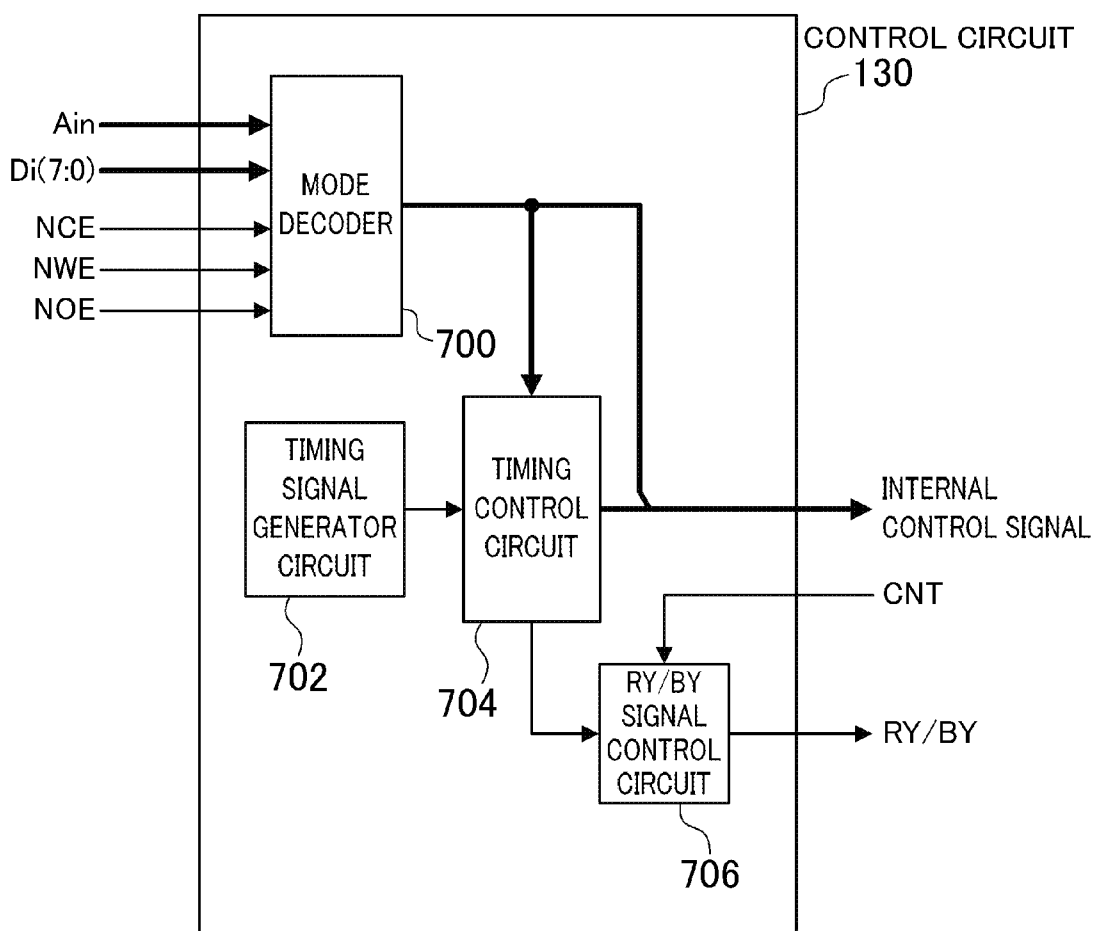 CONTROL CIRCUIT
130
Ain
Di(7:0)
NCE
NWE
NOE
MODE
DECODER
700
TIMING
SIGNAL
GENERATOR
CIRCUIT
702
TIMING
CONTROL
CIRCUIT
704
INTERNAL
CONTROL SIGNAL
CNT
RY/BY
SIGNAL
CONTROL
CIRCUIT
706
RY/BY